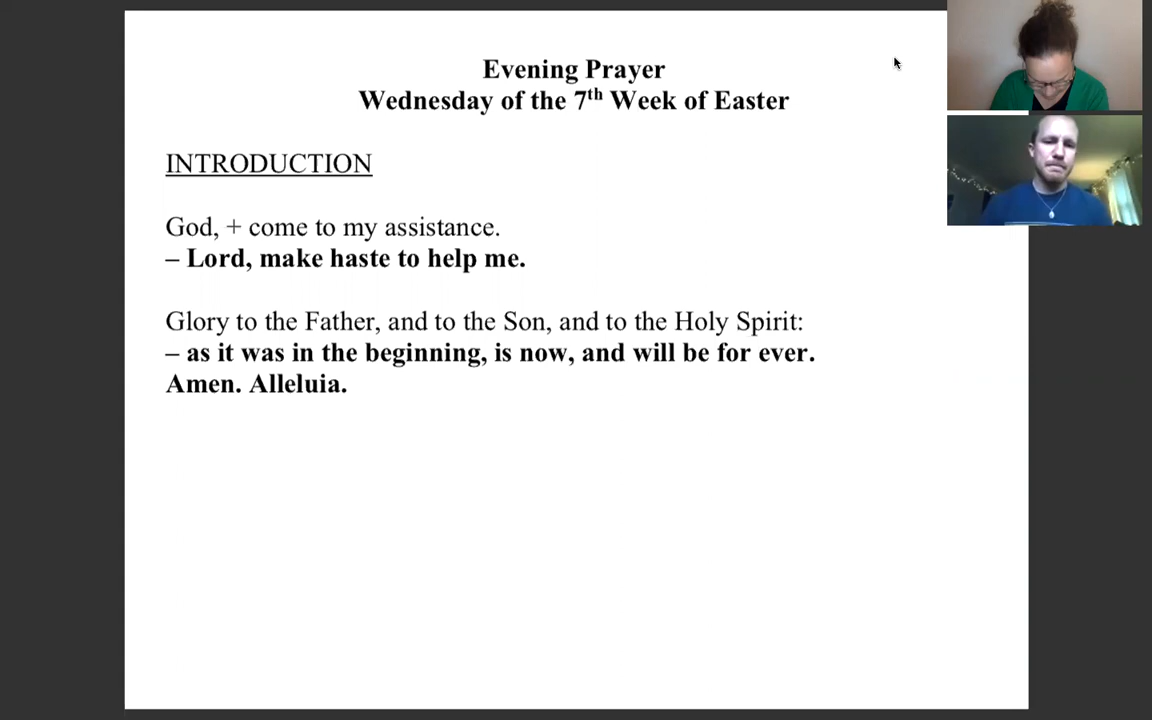 Evening Prayer
Wednesday of the 7th Week of Easter
INTRODUCTION
God, + come to my assistance.
– Lord, make haste to help me.
Glory to the Father, and to the Son, and to the Holy Spirit:
– as it was in the beginning, is now, and will be for ever.
Amen. Alleluia.